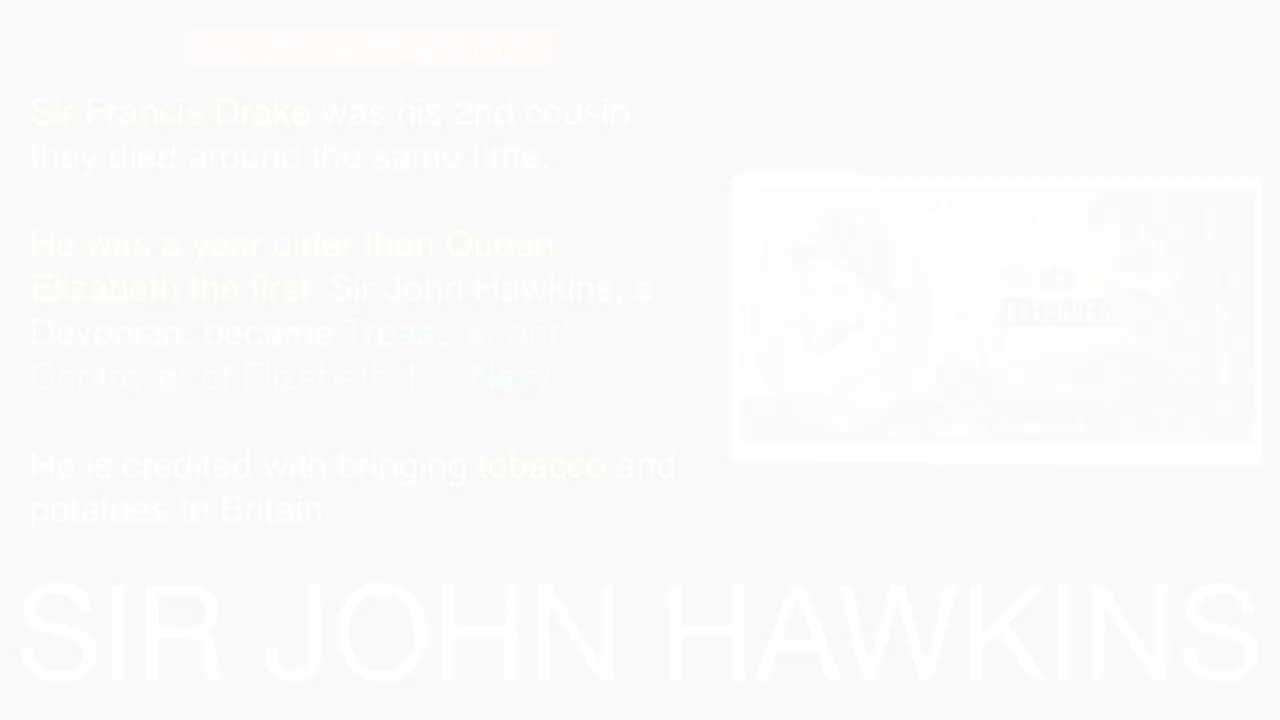 Sir Francis Drake was his 2nd cousin
they died around the same time.
He was a year older than Queen
Elizabeth the first. Sir John Hawkins, a
Devonian, became Treasurer and
Controller of Elizabeth I s Navy.
He is credited with bringing tobacco and
potatoes to Britain
SIR JOHN HAWKINS